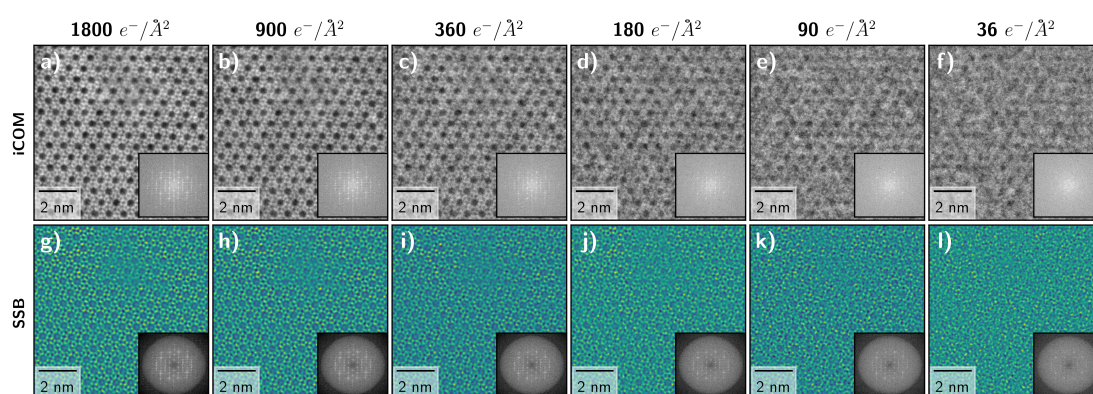 1800 e⁻/Å² 900 e⁻/Å² 360 e⁻/Å² 180 e⁻/Å² 90 e⁻/Å² 36 e⁻/Å²
iCOM
a) b) c) d) e) f)
2 nm 2 nm 2 nm 2 nm 2 nm 2 nm
SSB
g) h) i) j) k) l)
2 nm 2 nm 2 nm 2 nm 2 nm 2 nm